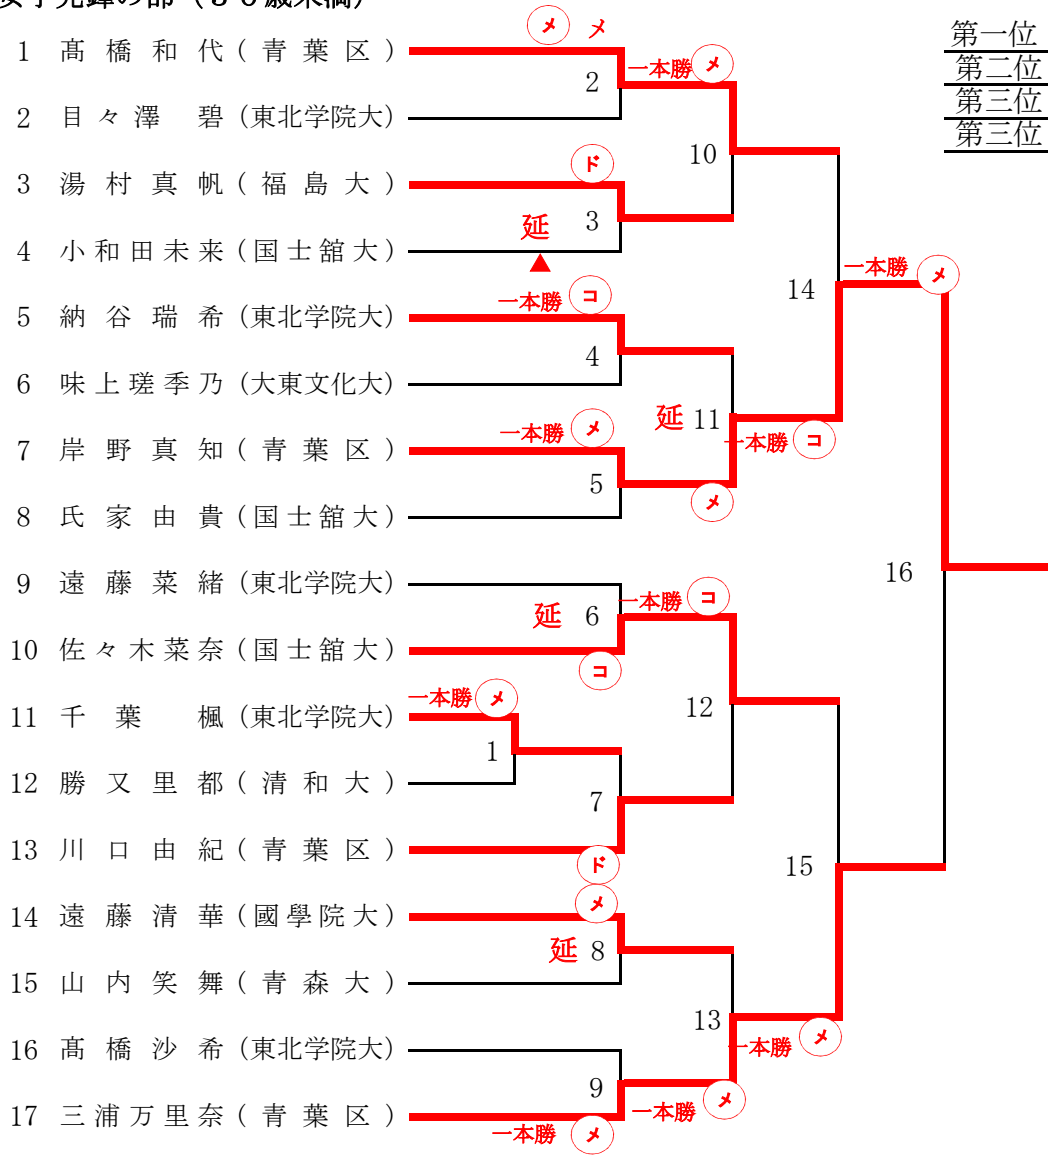 女子先鋒の部（３０歳未満）
第一位
第二位
第三位
第三位
1 髙橋和代(青葉区)
2 目々澤 碧(東北学院大)
3 湯村真帆(福島大)
4 小和田未来(国士舘大)
5 納谷瑞希(東北学院大)
6 味上瑳季乃(大東文化大)
7 岸野真知(青葉区)
8 氏家由貴(国士舘大)
9 遠藤菜緒(東北学院大)
10 佐々木菜奈(国士舘大)
11 千葉 楓(東北学院大)
12 勝又里都(清和大)
13 川口由紀(青葉区)
14 遠藤清華(國學院大)
15 山内笑舞(青森大)
16 髙橋沙希(東北学院大)
17 三浦万里奈(青葉区)
メ メ
2
ド
延 3
▲
一本勝 コ
4
一本勝 メ
5
延 6
コ
一本勝 メ
1
7
ド
メ
延 8
9
一本勝 メ
一本勝 メ
10
延 11
メ
一本勝 コ
12
13
一本勝 メ
14
一本勝 コ
15
一本勝 メ
一本勝 メ
16